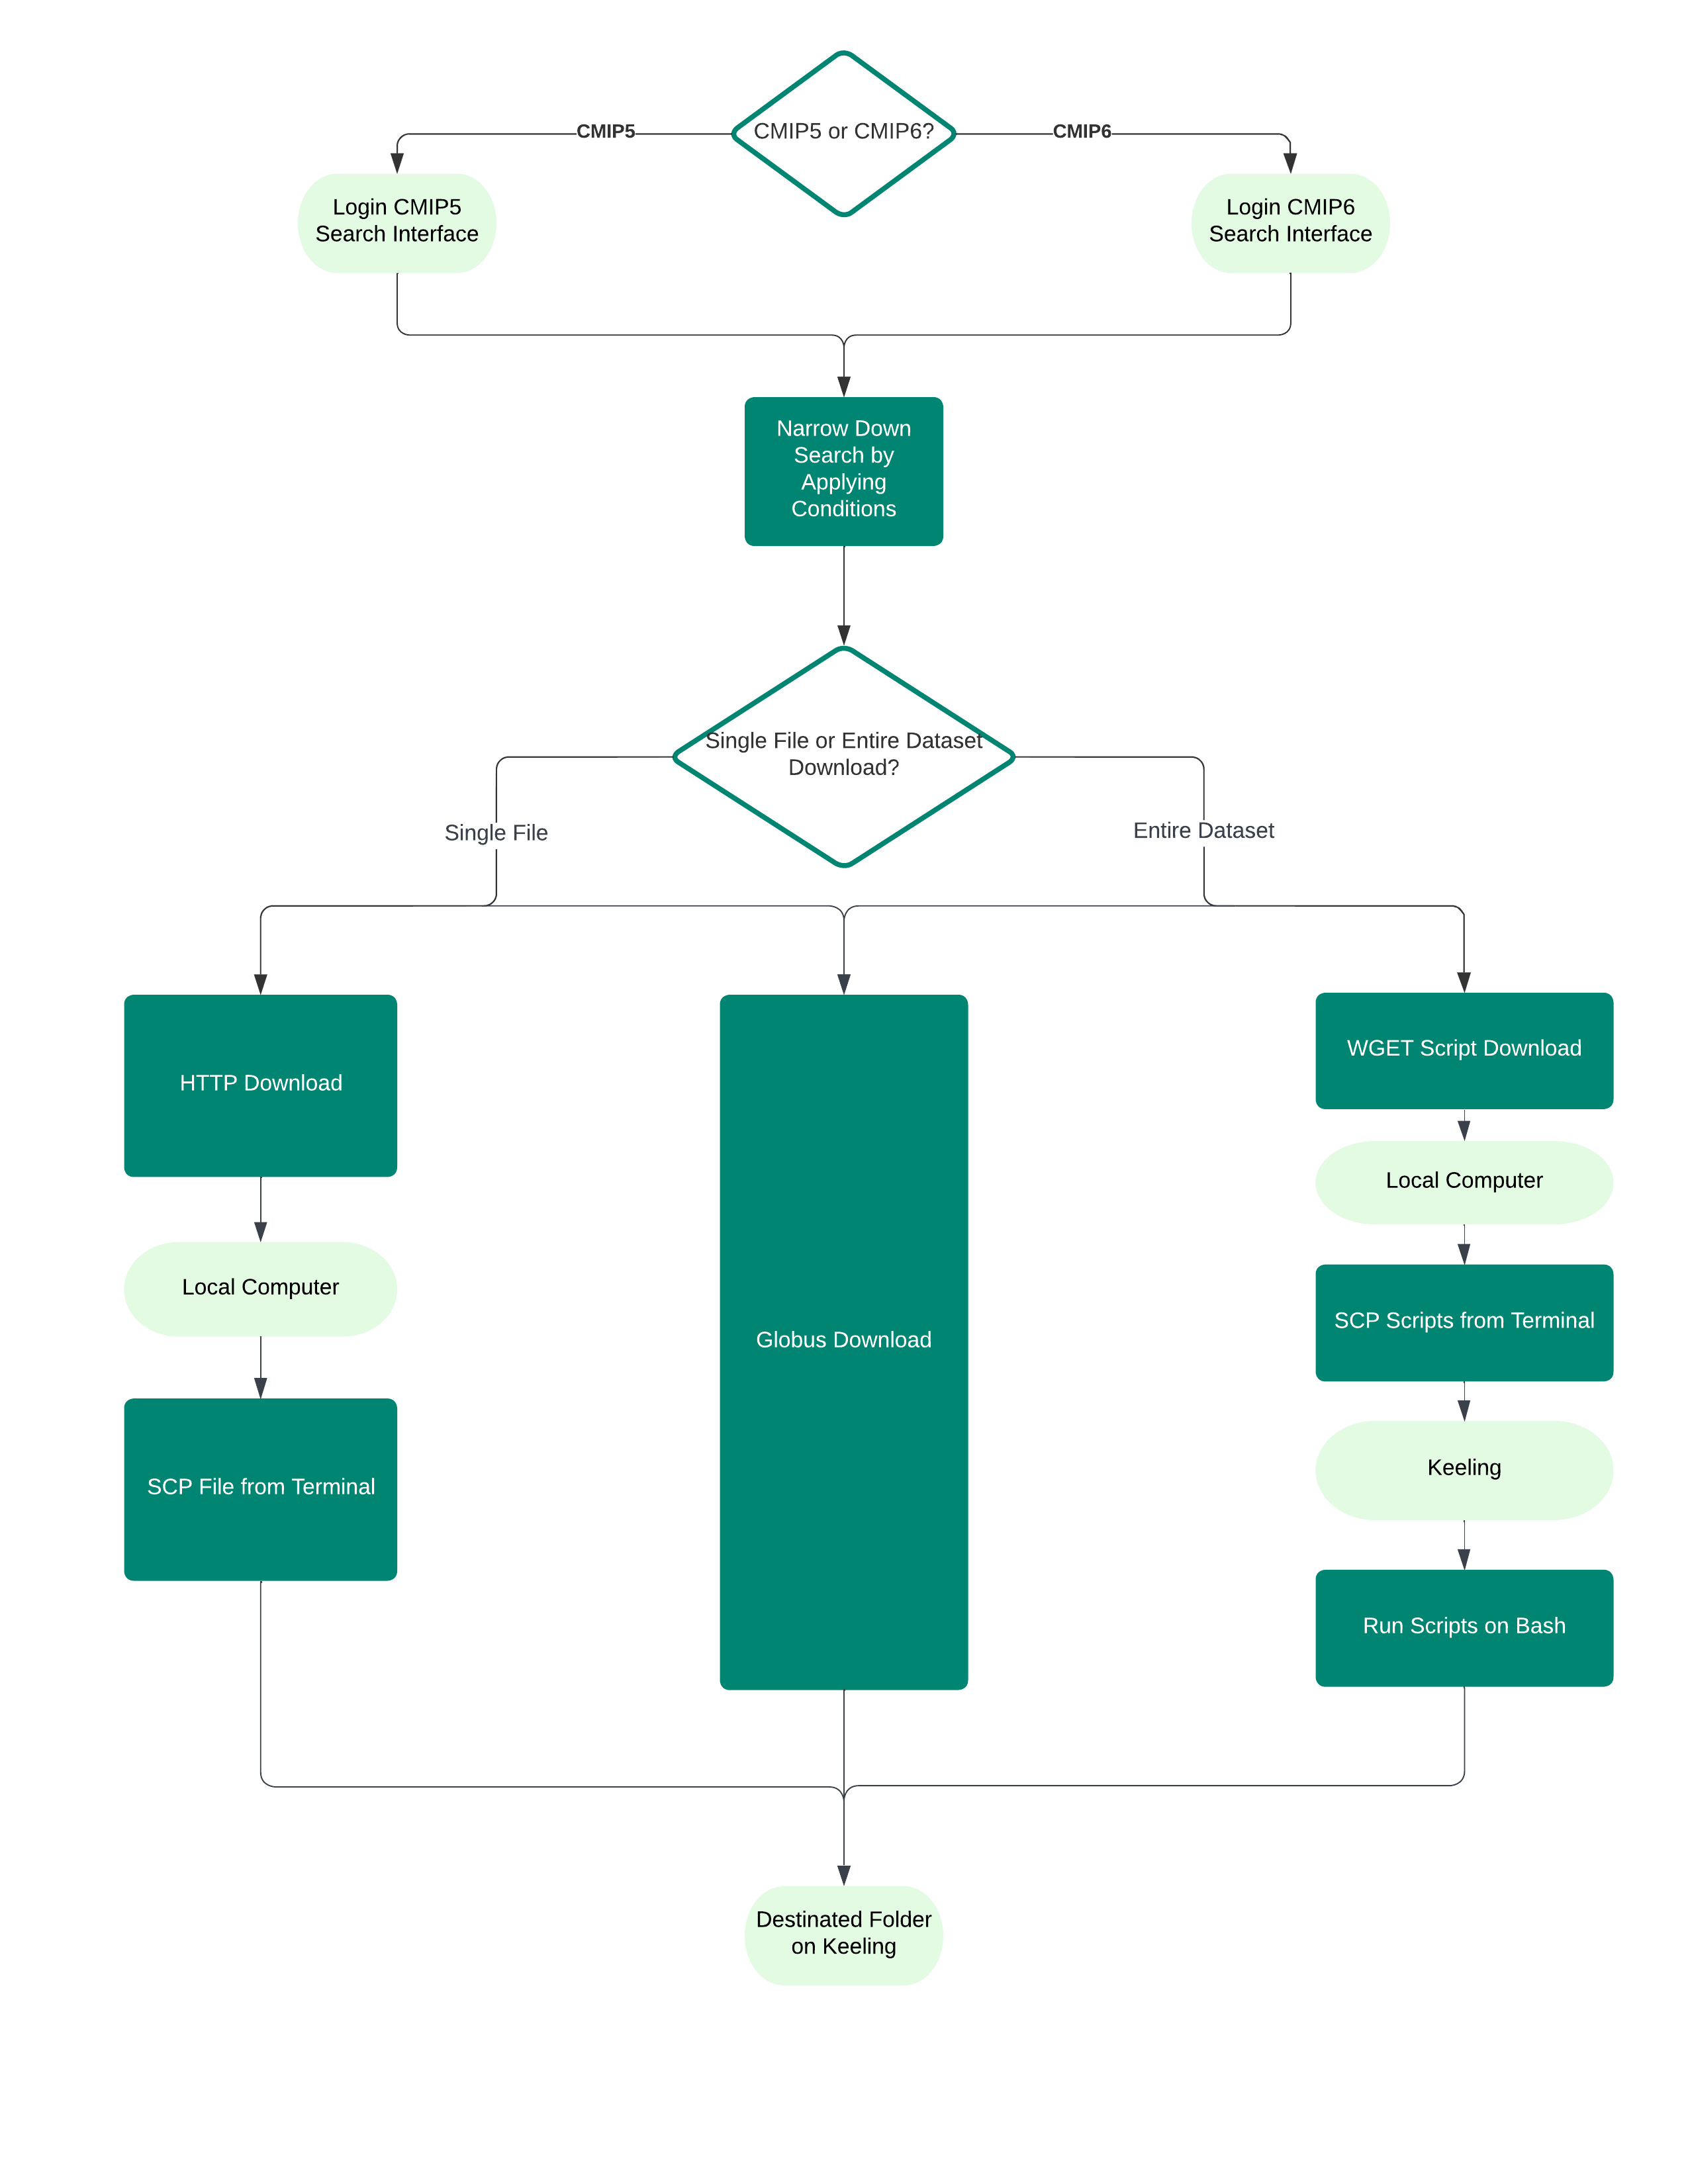 CMIP5 or CMIP6?
CMIP5
CMIP6
Login CMIP5
Search Interface
Login CMIP6
Search Interface
Narrow Down
Search by
Applying
Conditions
Single File or Entire Dataset
Download?
Single File
Entire Dataset
HTTP Download
Local Computer
SCP File from Terminal
Globus Download
WGET Script Download
Local Computer
SCP Scripts from Terminal
Keeling
Run Scripts on Bash
Destinated Folder
on Keeling